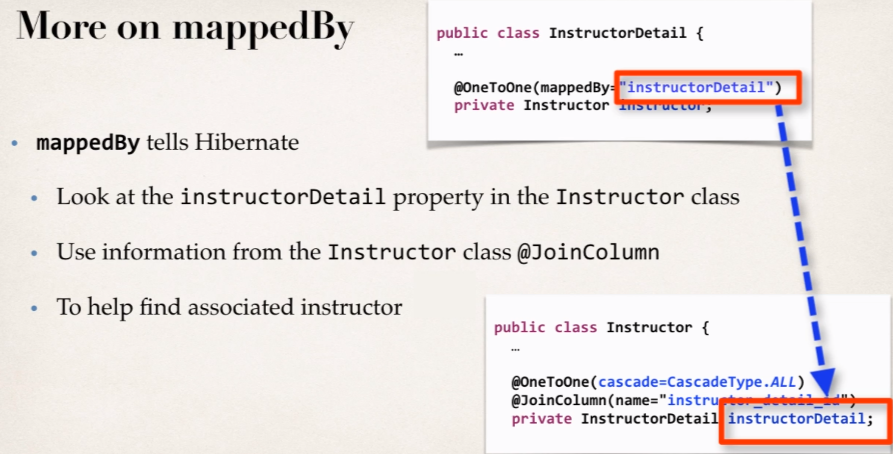 More on mappedBy
public class InstructorDetail {
…
@OneToOne(mappedBy="instructorDetail")
private Instructor instructor;
• mappedBy tells Hibernate
• Look at the instructorDetail property in the Instructor class
• Use information from the Instructor class @JoinColumn
• To help find associated instructor
public class Instructor {
…
@OneToOne(cascade=CascadeType.ALL)
@JoinColumn(name="instructor_detail_id")
private InstructorDetail instructorDetail;